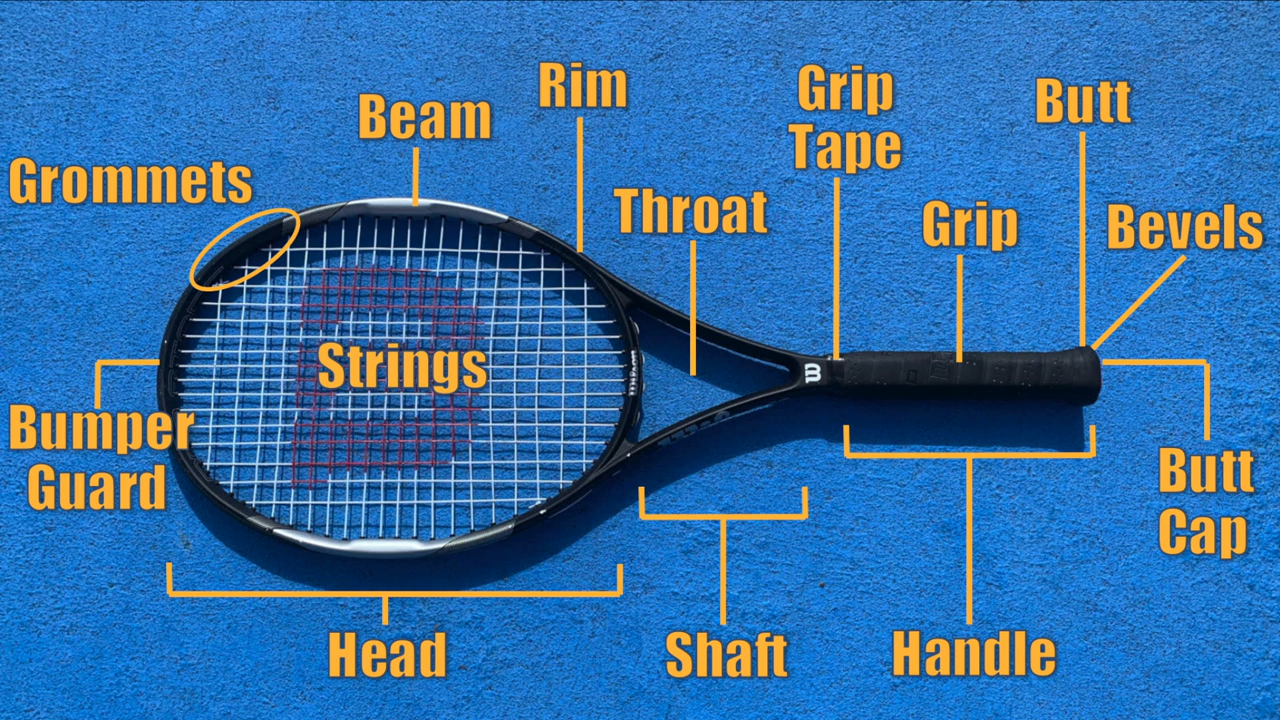 Rim
Grip
Tape
Butt
Beam
Grommets
Throat
Grip
Bevels
Strings
Bumper
Guard
Butt
Cap
Head
Shaft
Handle
W